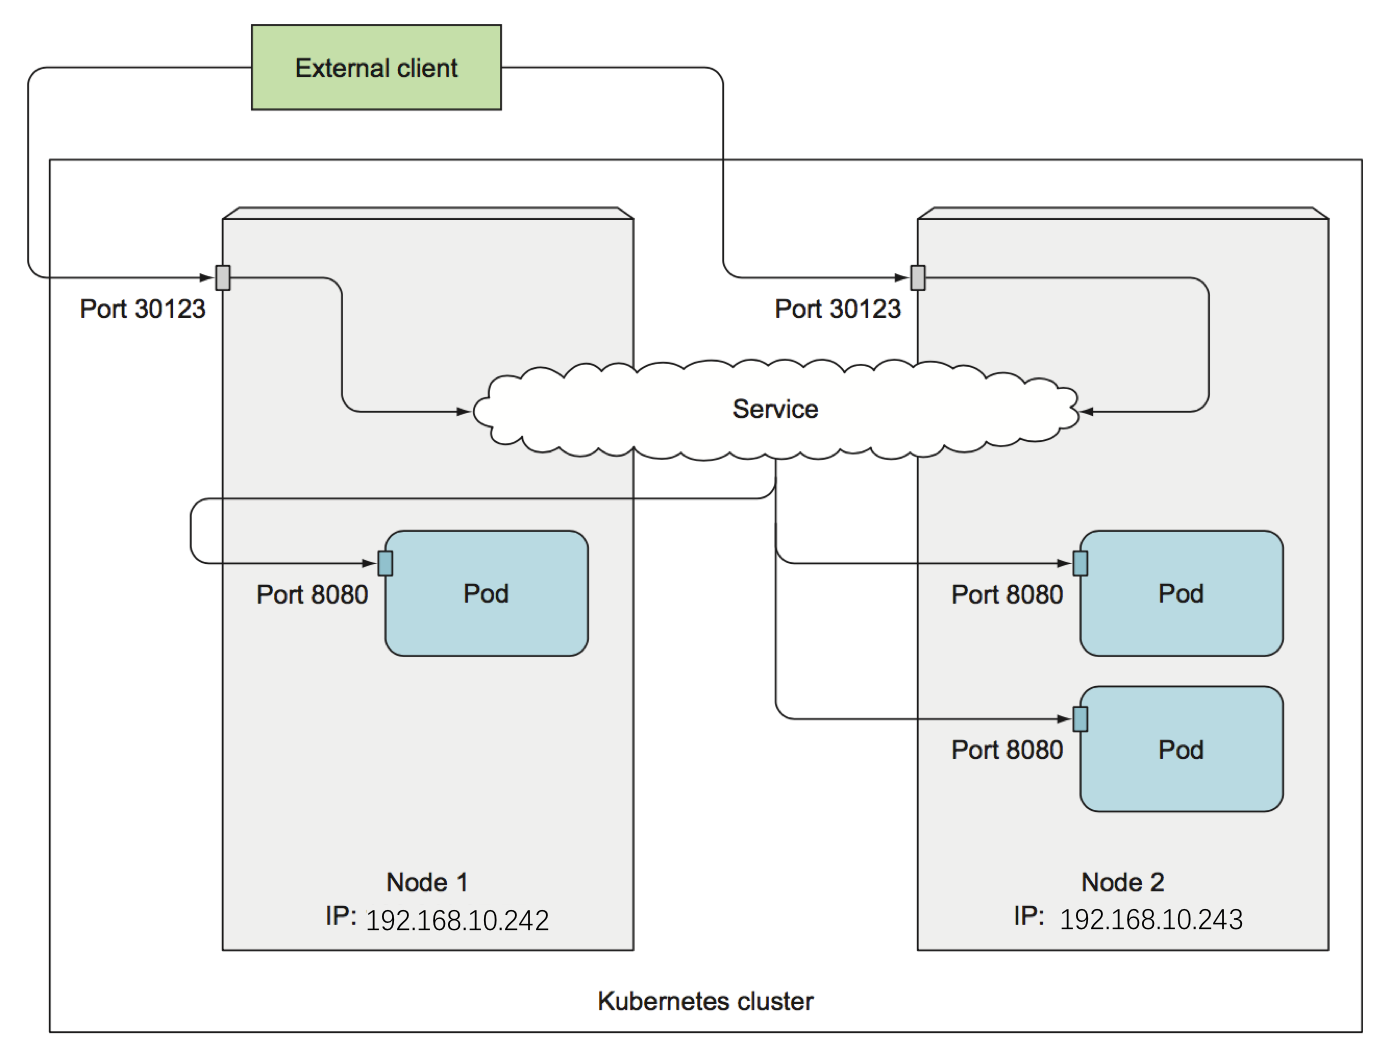 External client
Port 30123
Port 30123
Service
Port 8080
Pod
Port 8080
Pod
Port 8080
Pod
Node 1
IP: 192.168.10.242
Node 2
IP: 192.168.10.243
Kubernetes cluster